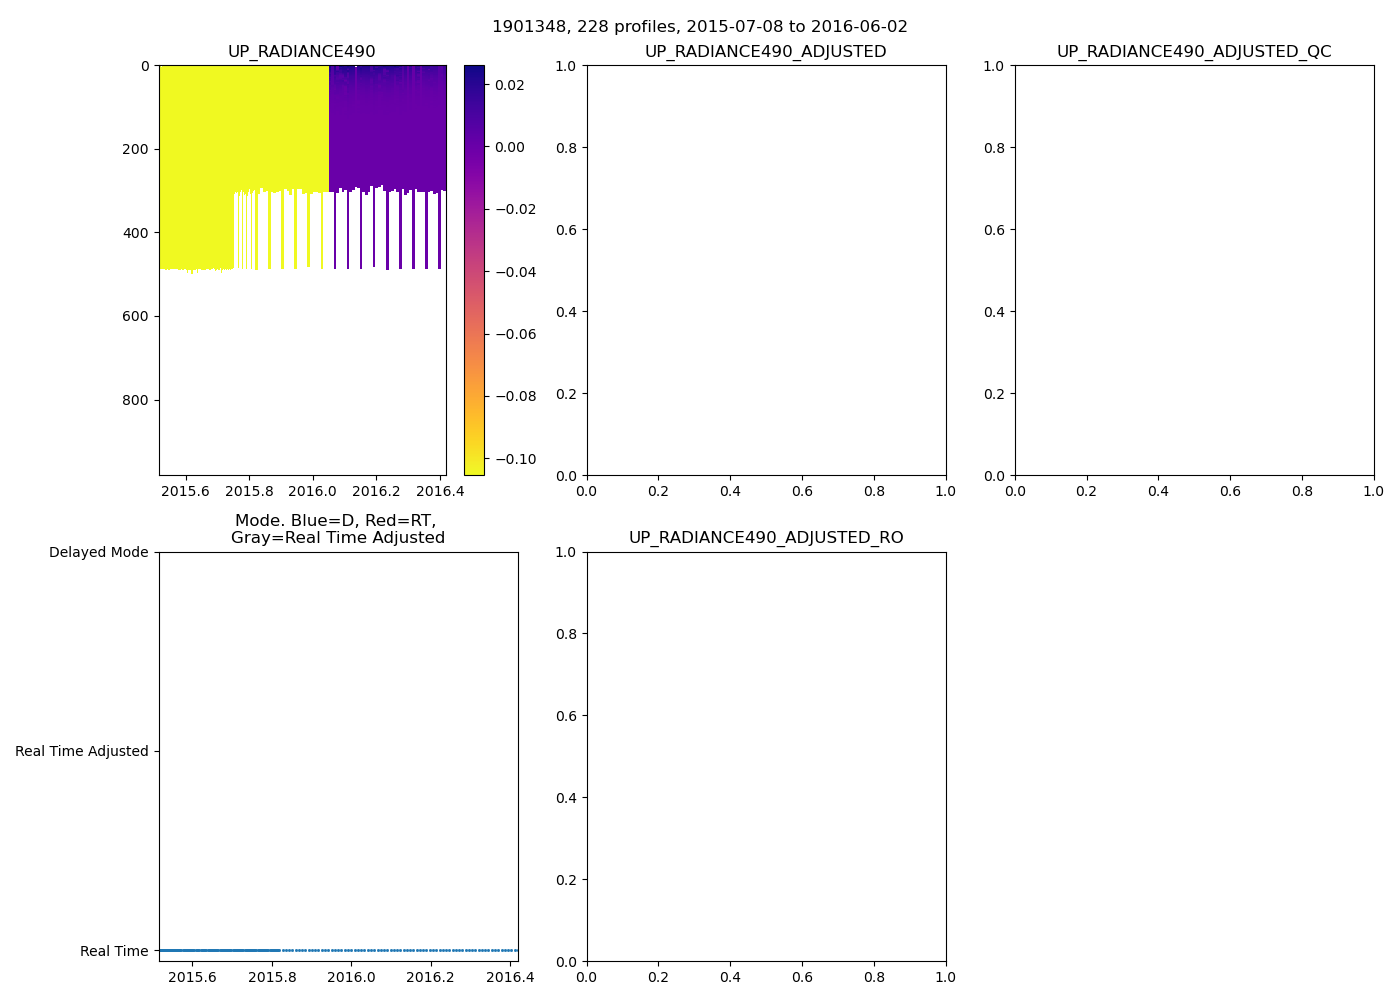 1901348, 228 profiles, 2015-07-08 to 2016-06-02
UP_RADIANCE490
0
200
400
600
800
2015.6 2015.8 2016.0 2016.2 2016.4
0.02
0.00
−0.02
−0.04
−0.06
−0.08
−0.10
UP_RADIANCE490_ADJUSTED
1.0
0.8
0.6
0.4
0.2
0.0
0.0 0.2 0.4 0.6 0.8 1.0
UP_RADIANCE490_ADJUSTED_QC
1.0
0.8
0.6
0.4
0.2
0.0
0.0 0.2 0.4 0.6 0.8 1.0
Mode. Blue=D, Red=RT,
Gray=Real Time Adjusted
Delayed Mode
Real Time Adjusted
Real Time
2015.6 2015.8 2016.0 2016.2 2016.4
UP_RADIANCE490_ADJUSTED_RO
1.0
0.8
0.6
0.4
0.2
0.0
0.0 0.2 0.4 0.6 0.8 1.0